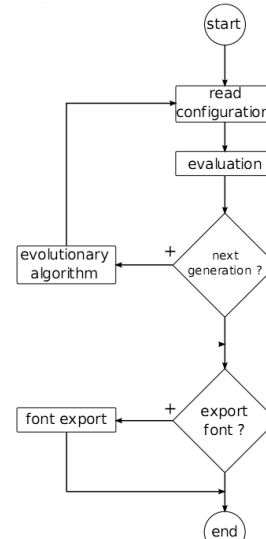 start
read
configuration
evaluation
+
next
generation ?
evolutionary
algorithm
+
export
font ?
font export
end